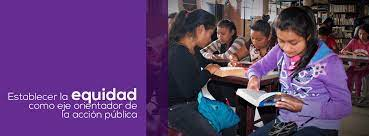 Establecer la equidad
como eje orientador de
la acción pública